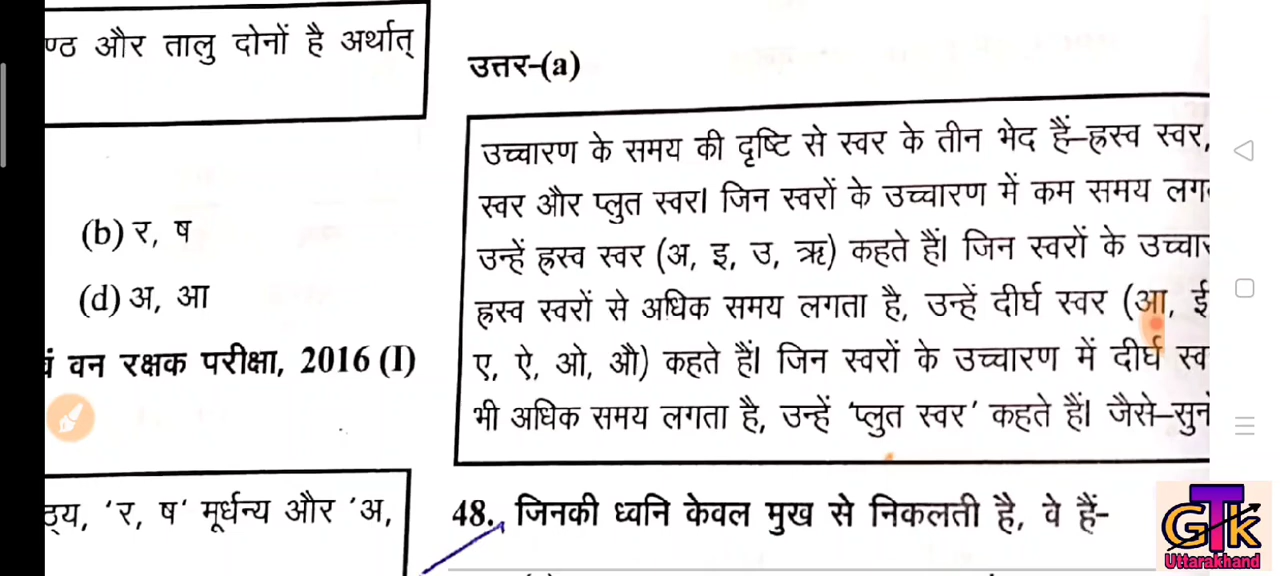 ण्ठ और तालु दोनों है अर्थात्
(b) र, ष
(d) अ, आ
वं वन रक्षक परीक्षा, 2016 (I)
ठ्य, ‘र, ष’ मूर्धन्य और ‘अ,
उत्तर-(a)
उच्चारण के समय की दृष्टि से स्वर के तीन भेद हैं–ह्रस्व स्वर,
स्वर और प्लुत स्वर। जिन स्वरों के उच्चारण में कम समय लग
उन्हें ह्रस्व स्वर (अ, इ, उ, ऋ) कहते हैं। जिन स्वरों के उच्चार
ह्रस्व स्वरों से अधिक समय लगता है, उन्हें दीर्घ स्वर (आ, ई
ए, ऐ, ओ, औ) कहते हैं। जिन स्वरों के उच्चारण में दीर्घ स्व
भी अधिक समय लगता है, उन्हें ‘प्लुत स्वर’ कहते हैं। जैसे–सुन
48. जिनकी ध्वनि केवल मुख से निकलती है, वे हैं-
GTK
Uttarakhand